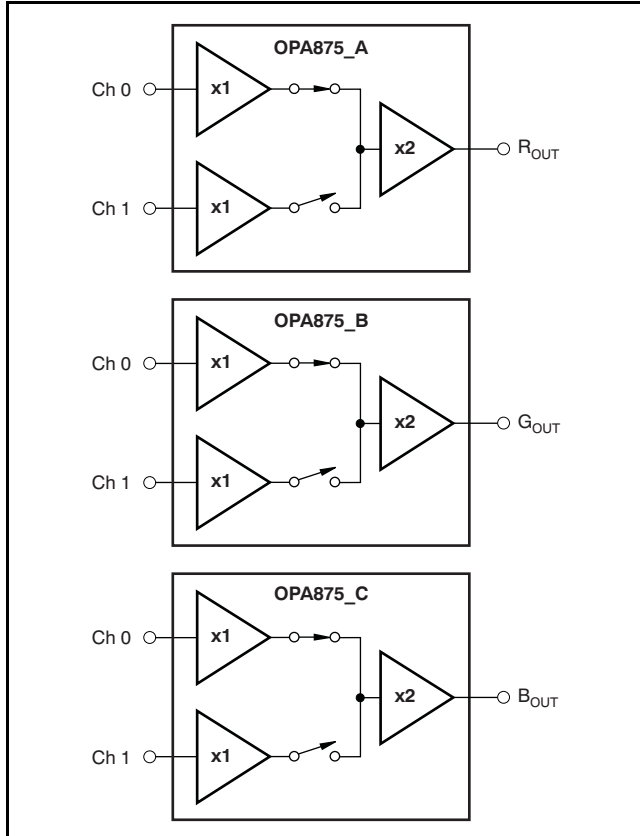 OPA875_A
Ch 0
x1
x2
R_OUT
Ch 1
x1
OPA875_B
Ch 0
x1
x2
G_OUT
Ch 1
x1
OPA875_C
Ch 0
x1
x2
B_OUT
Ch 1
x1